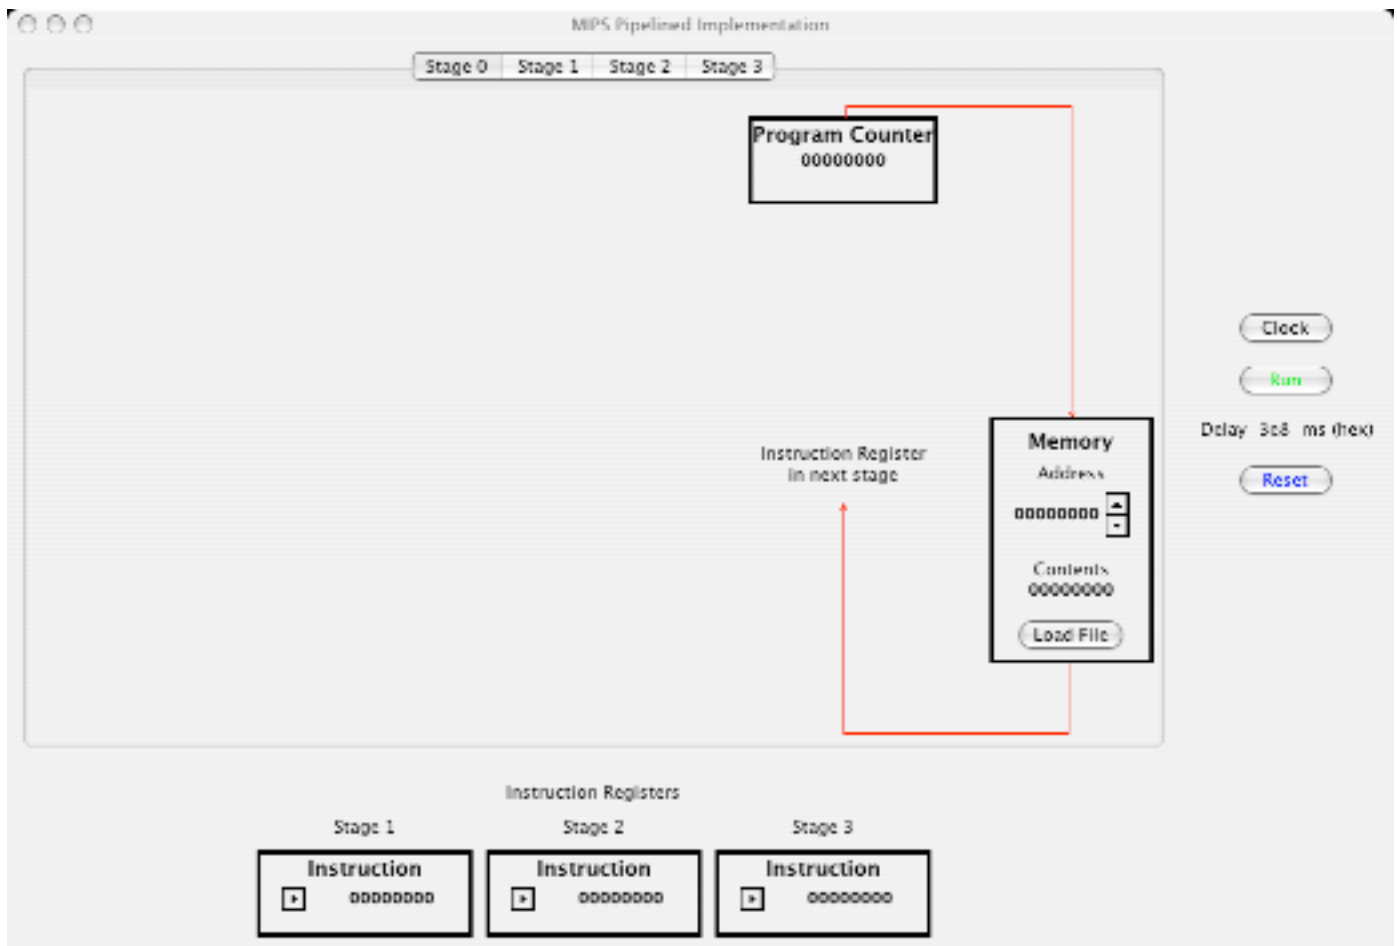 MIPS Pipelined Implementation
Stage 0 Stage 1 Stage 2 Stage 3
Program Counter
00000000
Clock
Run
Delay 3e8 ms (hex)
Reset
Instruction Register
in next stage
Memory
Address
00000000
Contents
00000000
Load File
Instruction Registers
Stage 1 Stage 2 Stage 3
Instruction Instruction Instruction
00000000 00000000 00000000